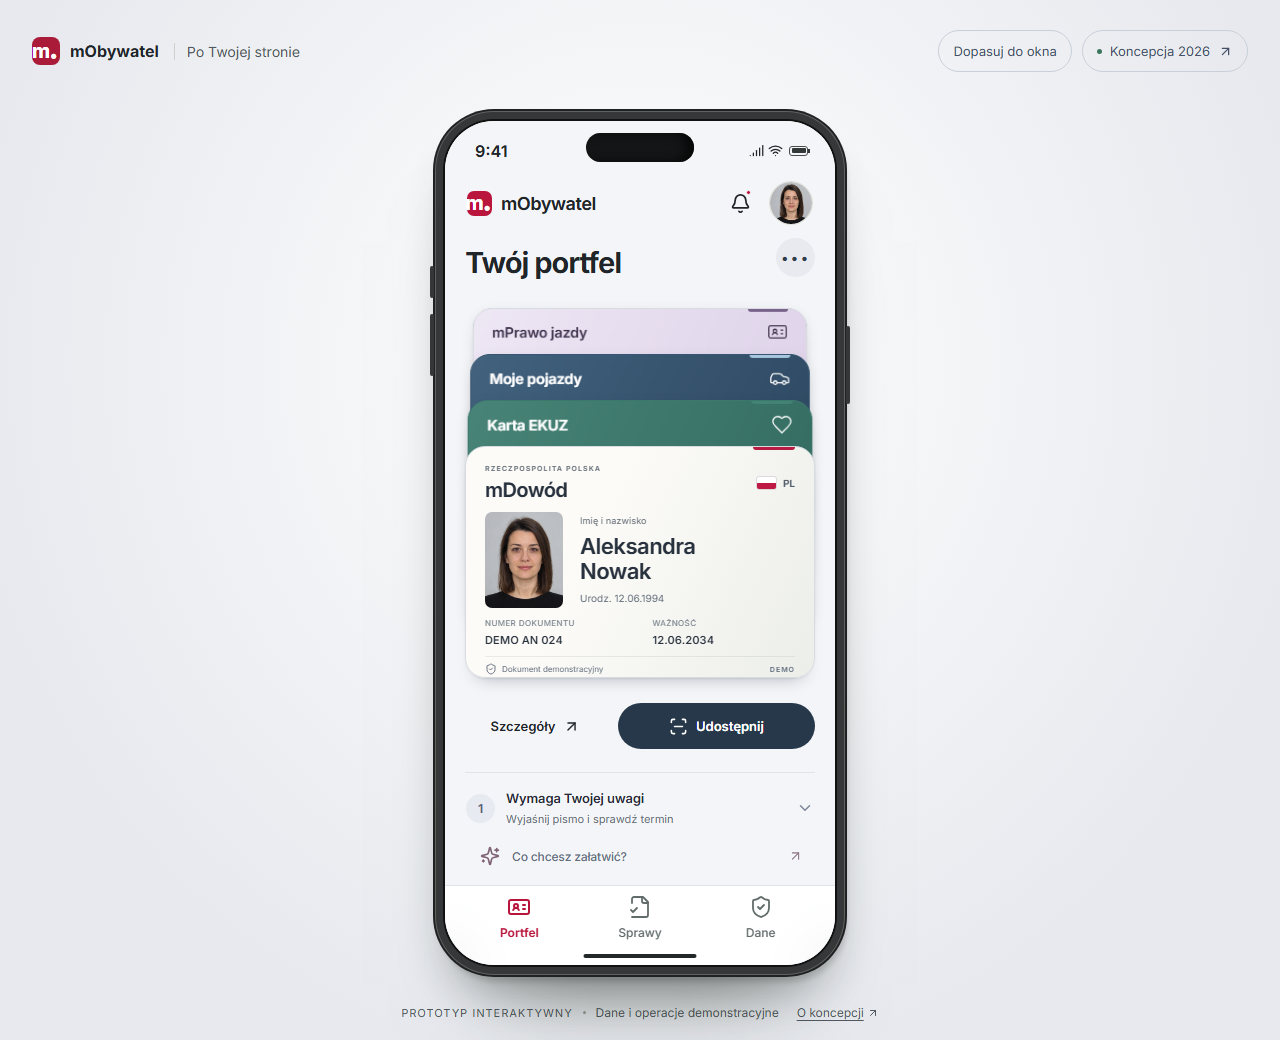 m. mObywatel
Po Twojej stronie
Dopasuj do okna
Koncepcja 2026
9:41
m. mObywatel
Twój portfel
mPrawo jazdy
Moje pojazdy
Karta EKUZ
RZECZPOSPOLITA POLSKA
mDowód
PL
Imię i nazwisko
Aleksandra
Nowak
Urodz. 12.06.1994
NUMER DOKUMENTU
WAŻNOŚĆ
DEMO AN 024
12.06.2034
Dokument demonstracyjny
DEMO
Szczegóły
Udostępnij
1
Wymaga Twojej uwagi
Wyjaśnij pismo i sprawdź termin
Co chcesz załatwić?
Portfel
Sprawy
Dane
PROTOTYP INTERAKTYWNY • Dane i operacje demonstracyjne
O koncepcji